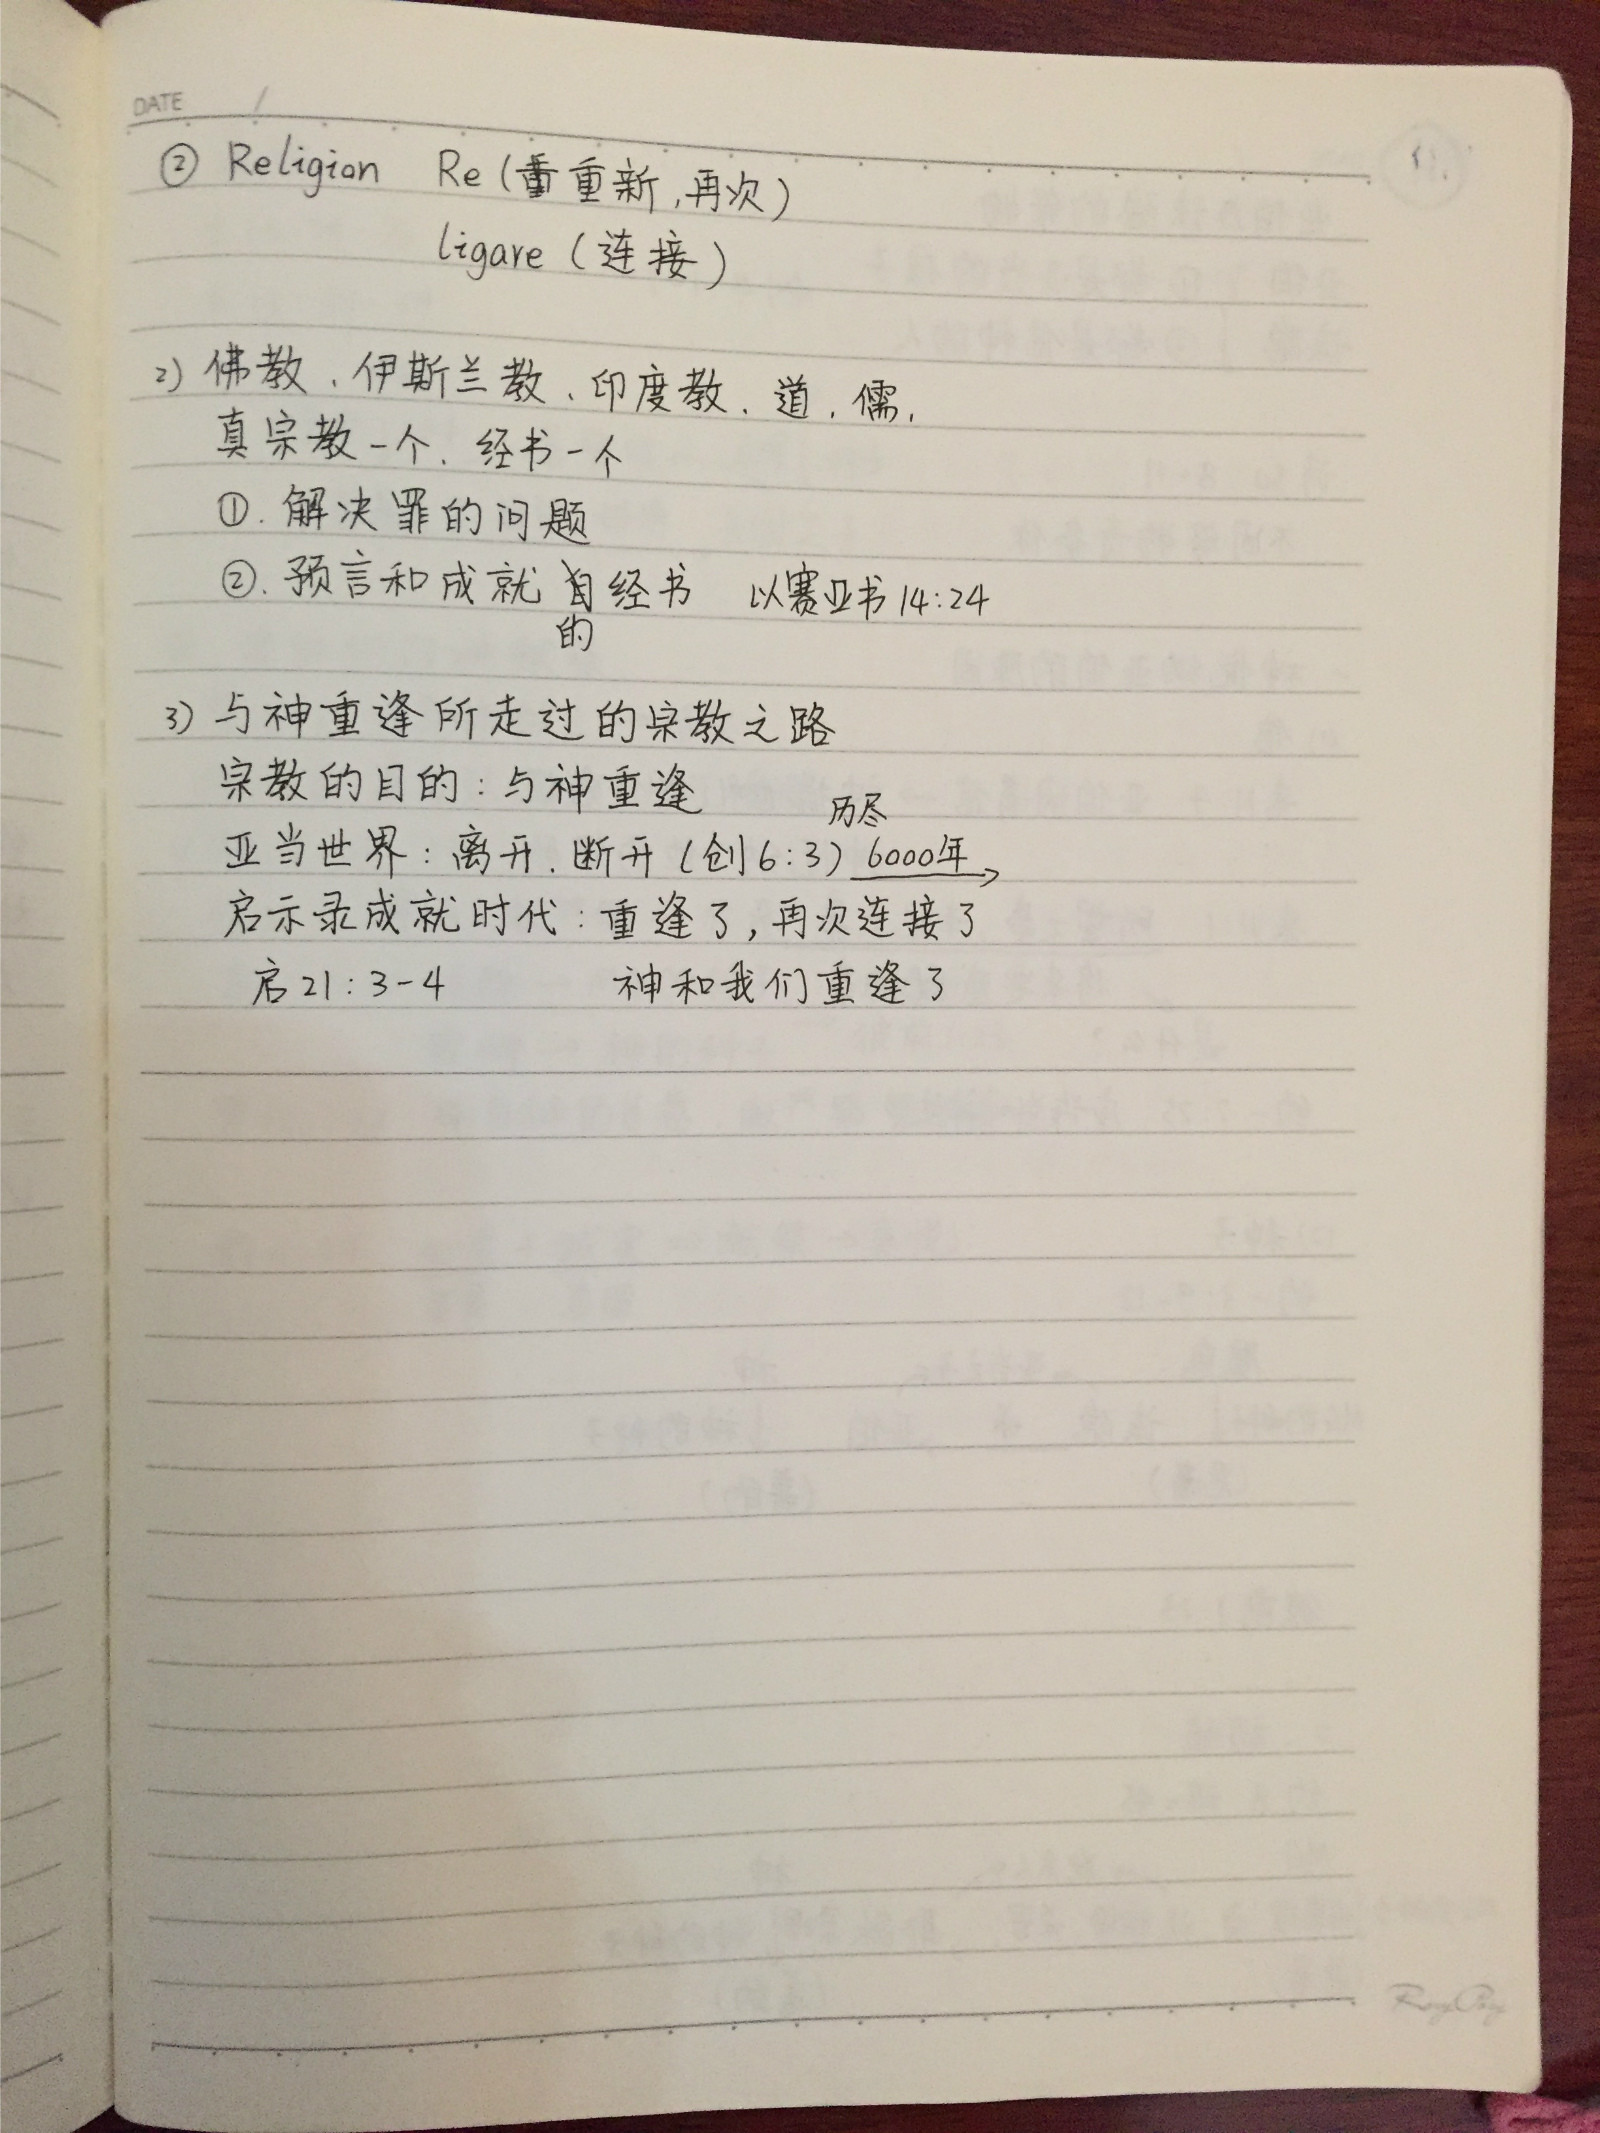 DATE /
② Religion Re(重新,再次)
ligare (连接)
2) 佛教、伊斯兰教、印度教、道、儒,
真宗教一个、经书一个
①. 解决罪的问题
②. 预言和成就的经书 以赛亚书 14:24
3) 与神重逢所走过的宗教之路
宗教的目的:与神重逢
历尽
亚当世界:离开、断开(创6:3) 6000年→
启示录成就时代:重逢了,再次连接了
启21:3-4 神和我们重逢了